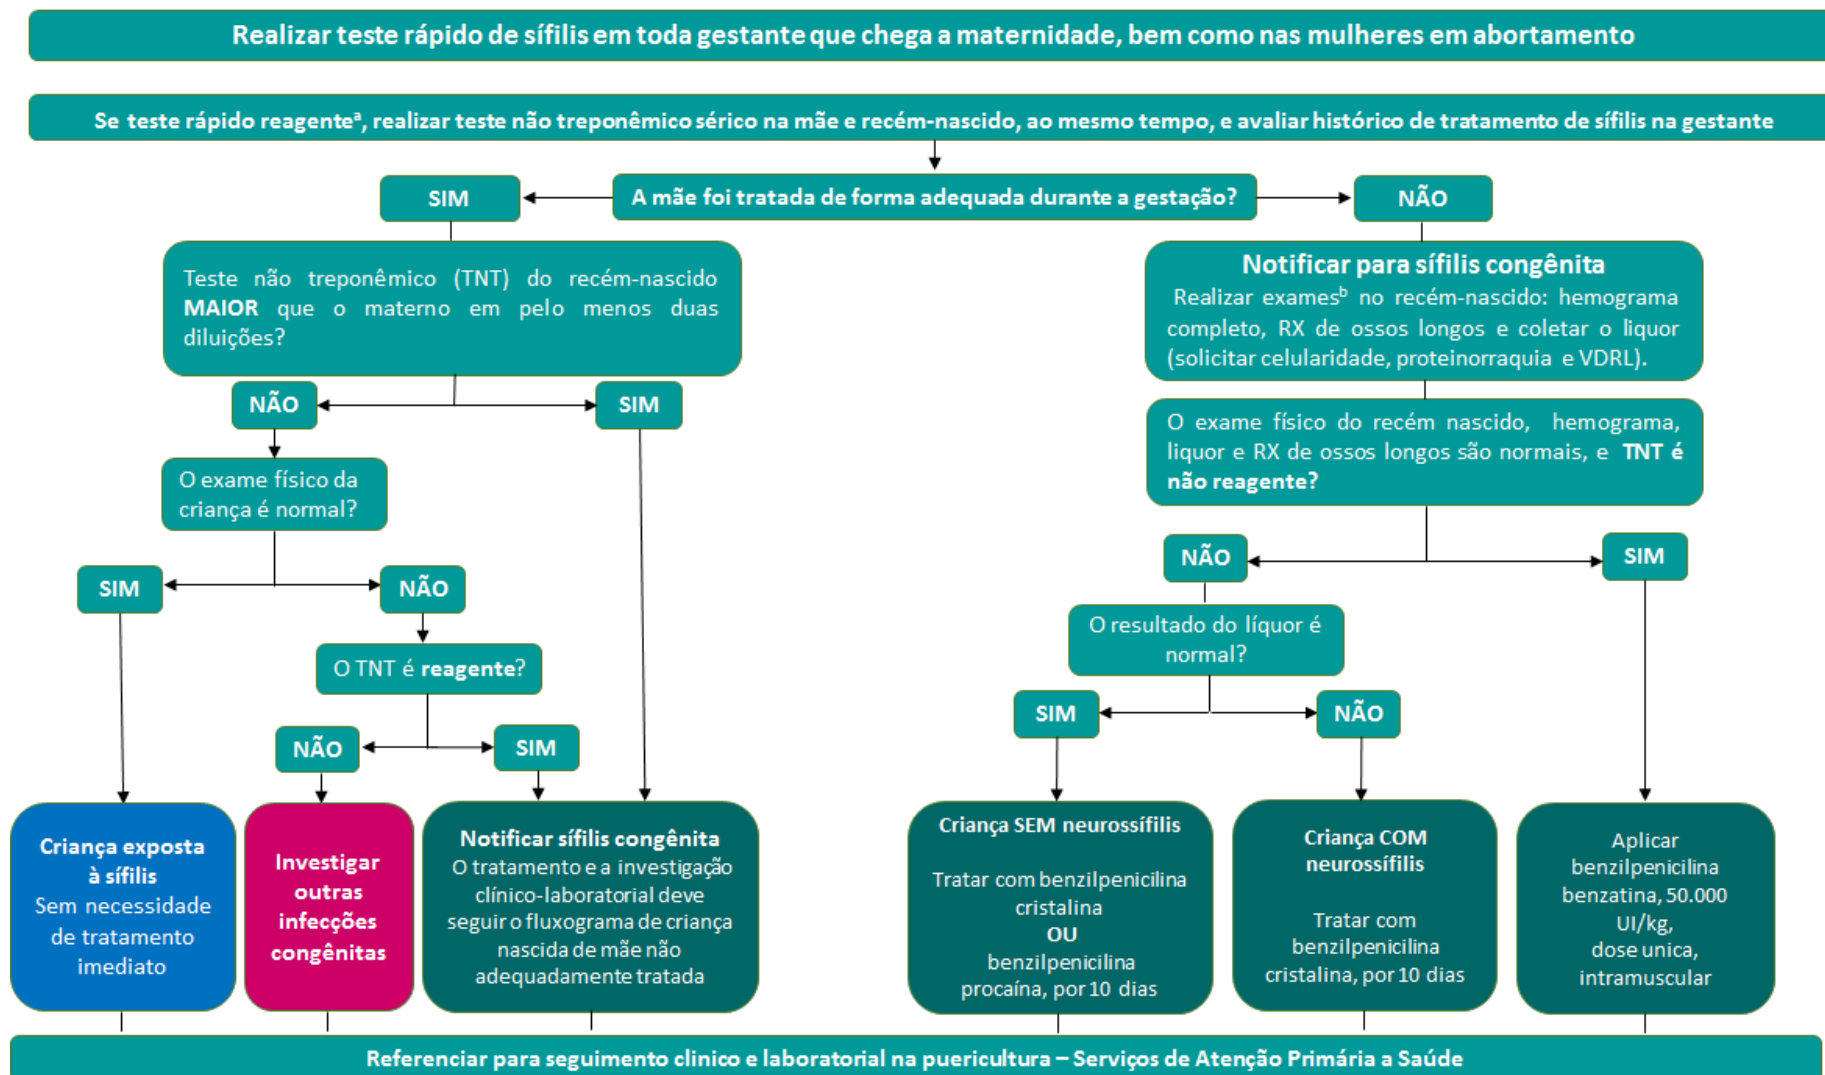 Realizar teste rápido de sífilis em toda gestante que chega a maternidade, bem como nas mulheres em abortamento
Se teste rápido reagenteᵃ, realizar teste não treponêmico sérico na mãe e recém-nascido, ao mesmo tempo, e avaliar histórico de tratamento de sífilis na gestante
A mãe foi tratada de forma adequada durante a gestação?
SIM
NÃO
Teste não treponêmico (TNT) do recém-nascido
MAIOR que o materno em pelo menos duas
diluições?
NÃO
SIM
O exame físico da
criança é normal?
SIM
NÃO
O TNT é reagente?
NÃO
SIM
Criança exposta
à sífilis
Sem necessidade
de tratamento
imediato
Investigar
outras
infecções
congênitas
Notificar sífilis congênita
O tratamento e a investigação
clínico-laboratorial deve
seguir o fluxograma de criança
nascida de mãe não
adequadamente tratada
Notificar para sífilis congênita
Realizar examesᵇ no recém-nascido: hemograma
completo, RX de ossos longos e coletar o liquor
(solicitar celularidade, proteinorraquia e VDRL).
O exame físico do recém nascido, hemograma,
liquor e RX de ossos longos são normais, e TNT é
não reagente?
NÃO
SIM
O resultado do líquor é
normal?
SIM
NÃO
Criança SEM neurossífilis
Tratar com benzilpenicilina
cristalina
OU
benzilpenicilina
procaína, por 10 dias
Criança COM
neurossífilis
Tratar com
benzilpenicilina
cristalina, por 10 dias
Aplicar
benzilpenicilina
benzatina, 50.000
UI/kg,
dose unica,
intramuscular
Referenciar para seguimento clinico e laboratorial na puericultura – Serviços de Atenção Primária a Saúde